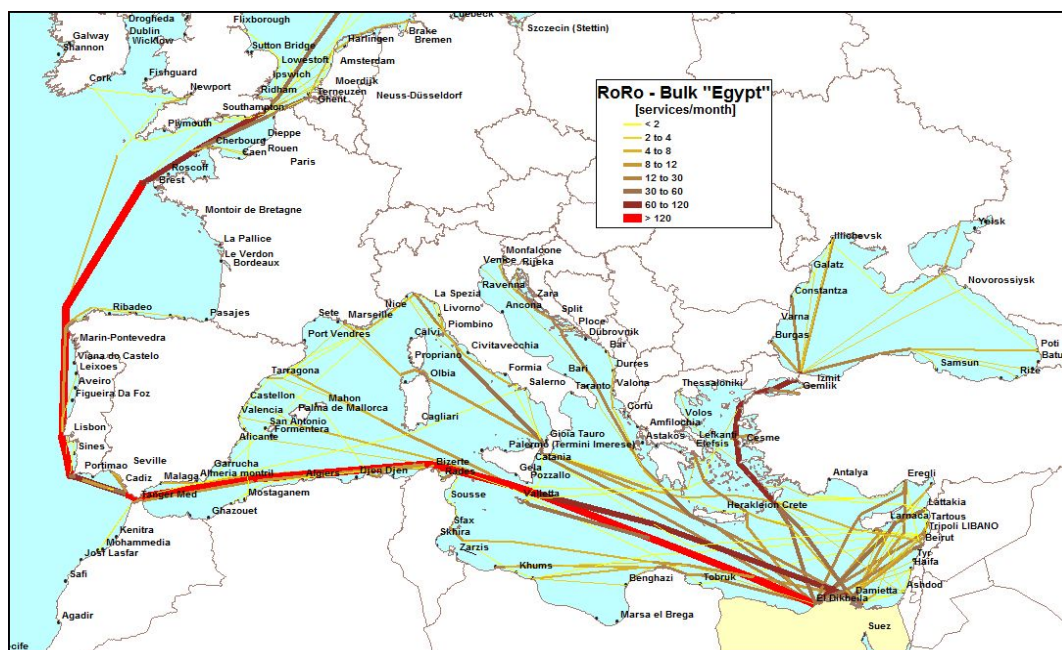 Drogheda
Dublin
Galway
Wicklow
Shannon
Cork
Fishguard
Newport
Flixborough
Sutton Bridge
Lowestoft
Ipswich
Ridham
Southampton
Plymouth
Harlingen
Brake
Bremen
Amsterdam
Moerdijk
Terneuzen
Ghent
Neuss-Düsseldorf
Szczecin (Stettin)
Dieppe
Cherbourg
Rouen
Caen
Paris
Roscoff
Brest
Montoir de Bretagne
La Pallice
Le Verdon
Bordeaux
RoRo - Bulk "Egypt"
[services/month]
< 2
2 to 4
4 to 8
8 to 12
12 to 30
30 to 60
60 to 120
> 120
Ribadeo
Pasajes
Marin-Pontevedra
Viana do Castelo
Leixoes
Aveiro
Figueira Da Foz
Lisbon
Sines
Portimao
Seville
Cadiz
Malaga
Tanger Med
Garrucha
Almeria montril
Sete
Marseille
Port Vendres
Nice
Tarragona
Castellon
Valencia
Alicante
Mahon
Palma de Mallorca
San Antonio
Formentera
La Spezia
Livorno
Piombino
Calvi
Civitavecchia
Propriano
Olbia
Cagliari
Formia
Salerno
Monfalcone
Venice
Rijeka
Ravenna
Zara
Ancona
Split
Ploce
Dubrovnik
Bar
Durres
Bari
Valona
Taranto
Corfù
Gioia Tauro
Palermo (Termini Imerese)
Catania
Gela
Pozzallo
Valletta
Thessaloniki
Volos
Amfilochia
Astakos
Lefkanti
Elefsis
Cesme
Herakleion Crete
Illichevsk
Galatz
Constantza
Varna
Burgas
Yeisk
Novorossiysk
Poti
Batu
Rize
Samsun
Izmit
Gemlik
Antalya
Eregli
Lattakia
Larnaca
Tartous
Tripoli LIBANO
Beirut
Tyr
Haifa
Ashdod
Damietta
El Dikheila
Suez
Tobruk
Benghazi
Marsa el Brega
Khums
Zarzis
Skhira
Sfax
Sousse
Rades
Bizerte
Djen Djen
Algiers
Mostaganem
Ghazouet
Kenitra
Mohammedia
Jost Lasfar
Safi
Agadir
ecife